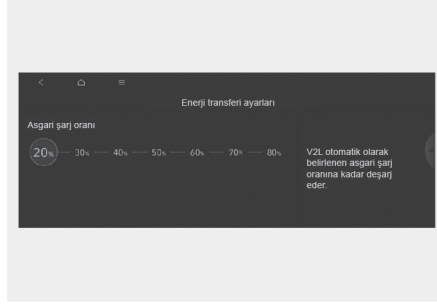 Enerji transferi ayarları
Asgari şarj oranı
20% 30% 40% 50% 60% 70% 80%
V2L otomatik olarak
belirlenen asgari şarj
oranına kadar deşarj
eder.